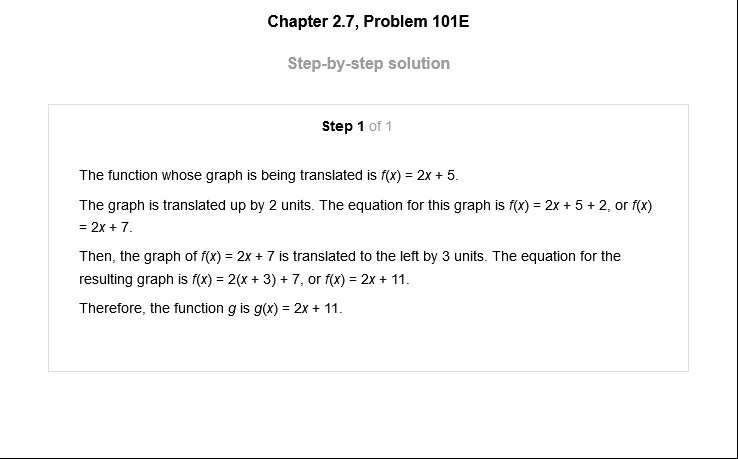 Chapter 2.7, Problem 101E
Step-by-step solution
Step 1 of 1
The function whose graph is being translated is f(x) = 2x + 5.
The graph is translated up by 2 units. The equation for this graph is f(x) = 2x + 5 + 2, or f(x)
= 2x + 7.
Then, the graph of f(x) = 2x + 7 is translated to the left by 3 units. The equation for the
resulting graph is f(x) = 2(x + 3) + 7, or f(x) = 2x + 11.
Therefore, the function g is g(x) = 2x + 11.